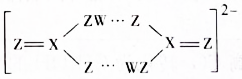 2−
ZW ··· Z
Z=X X=Z
Z ··· WZ